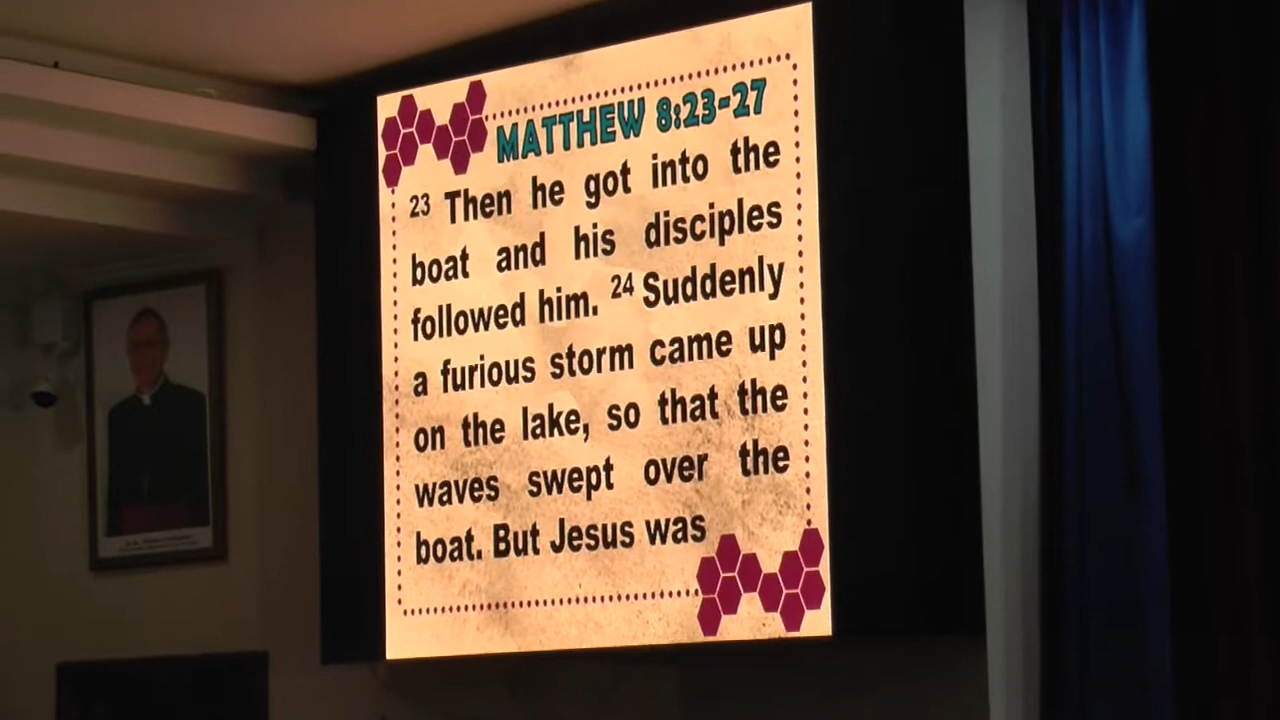 MATTHEW 8:23-27
23 Then he got into the
boat and his disciples
followed him. 24 Suddenly
a furious storm came up
on the lake, so that the
waves swept over the
boat. But Jesus was